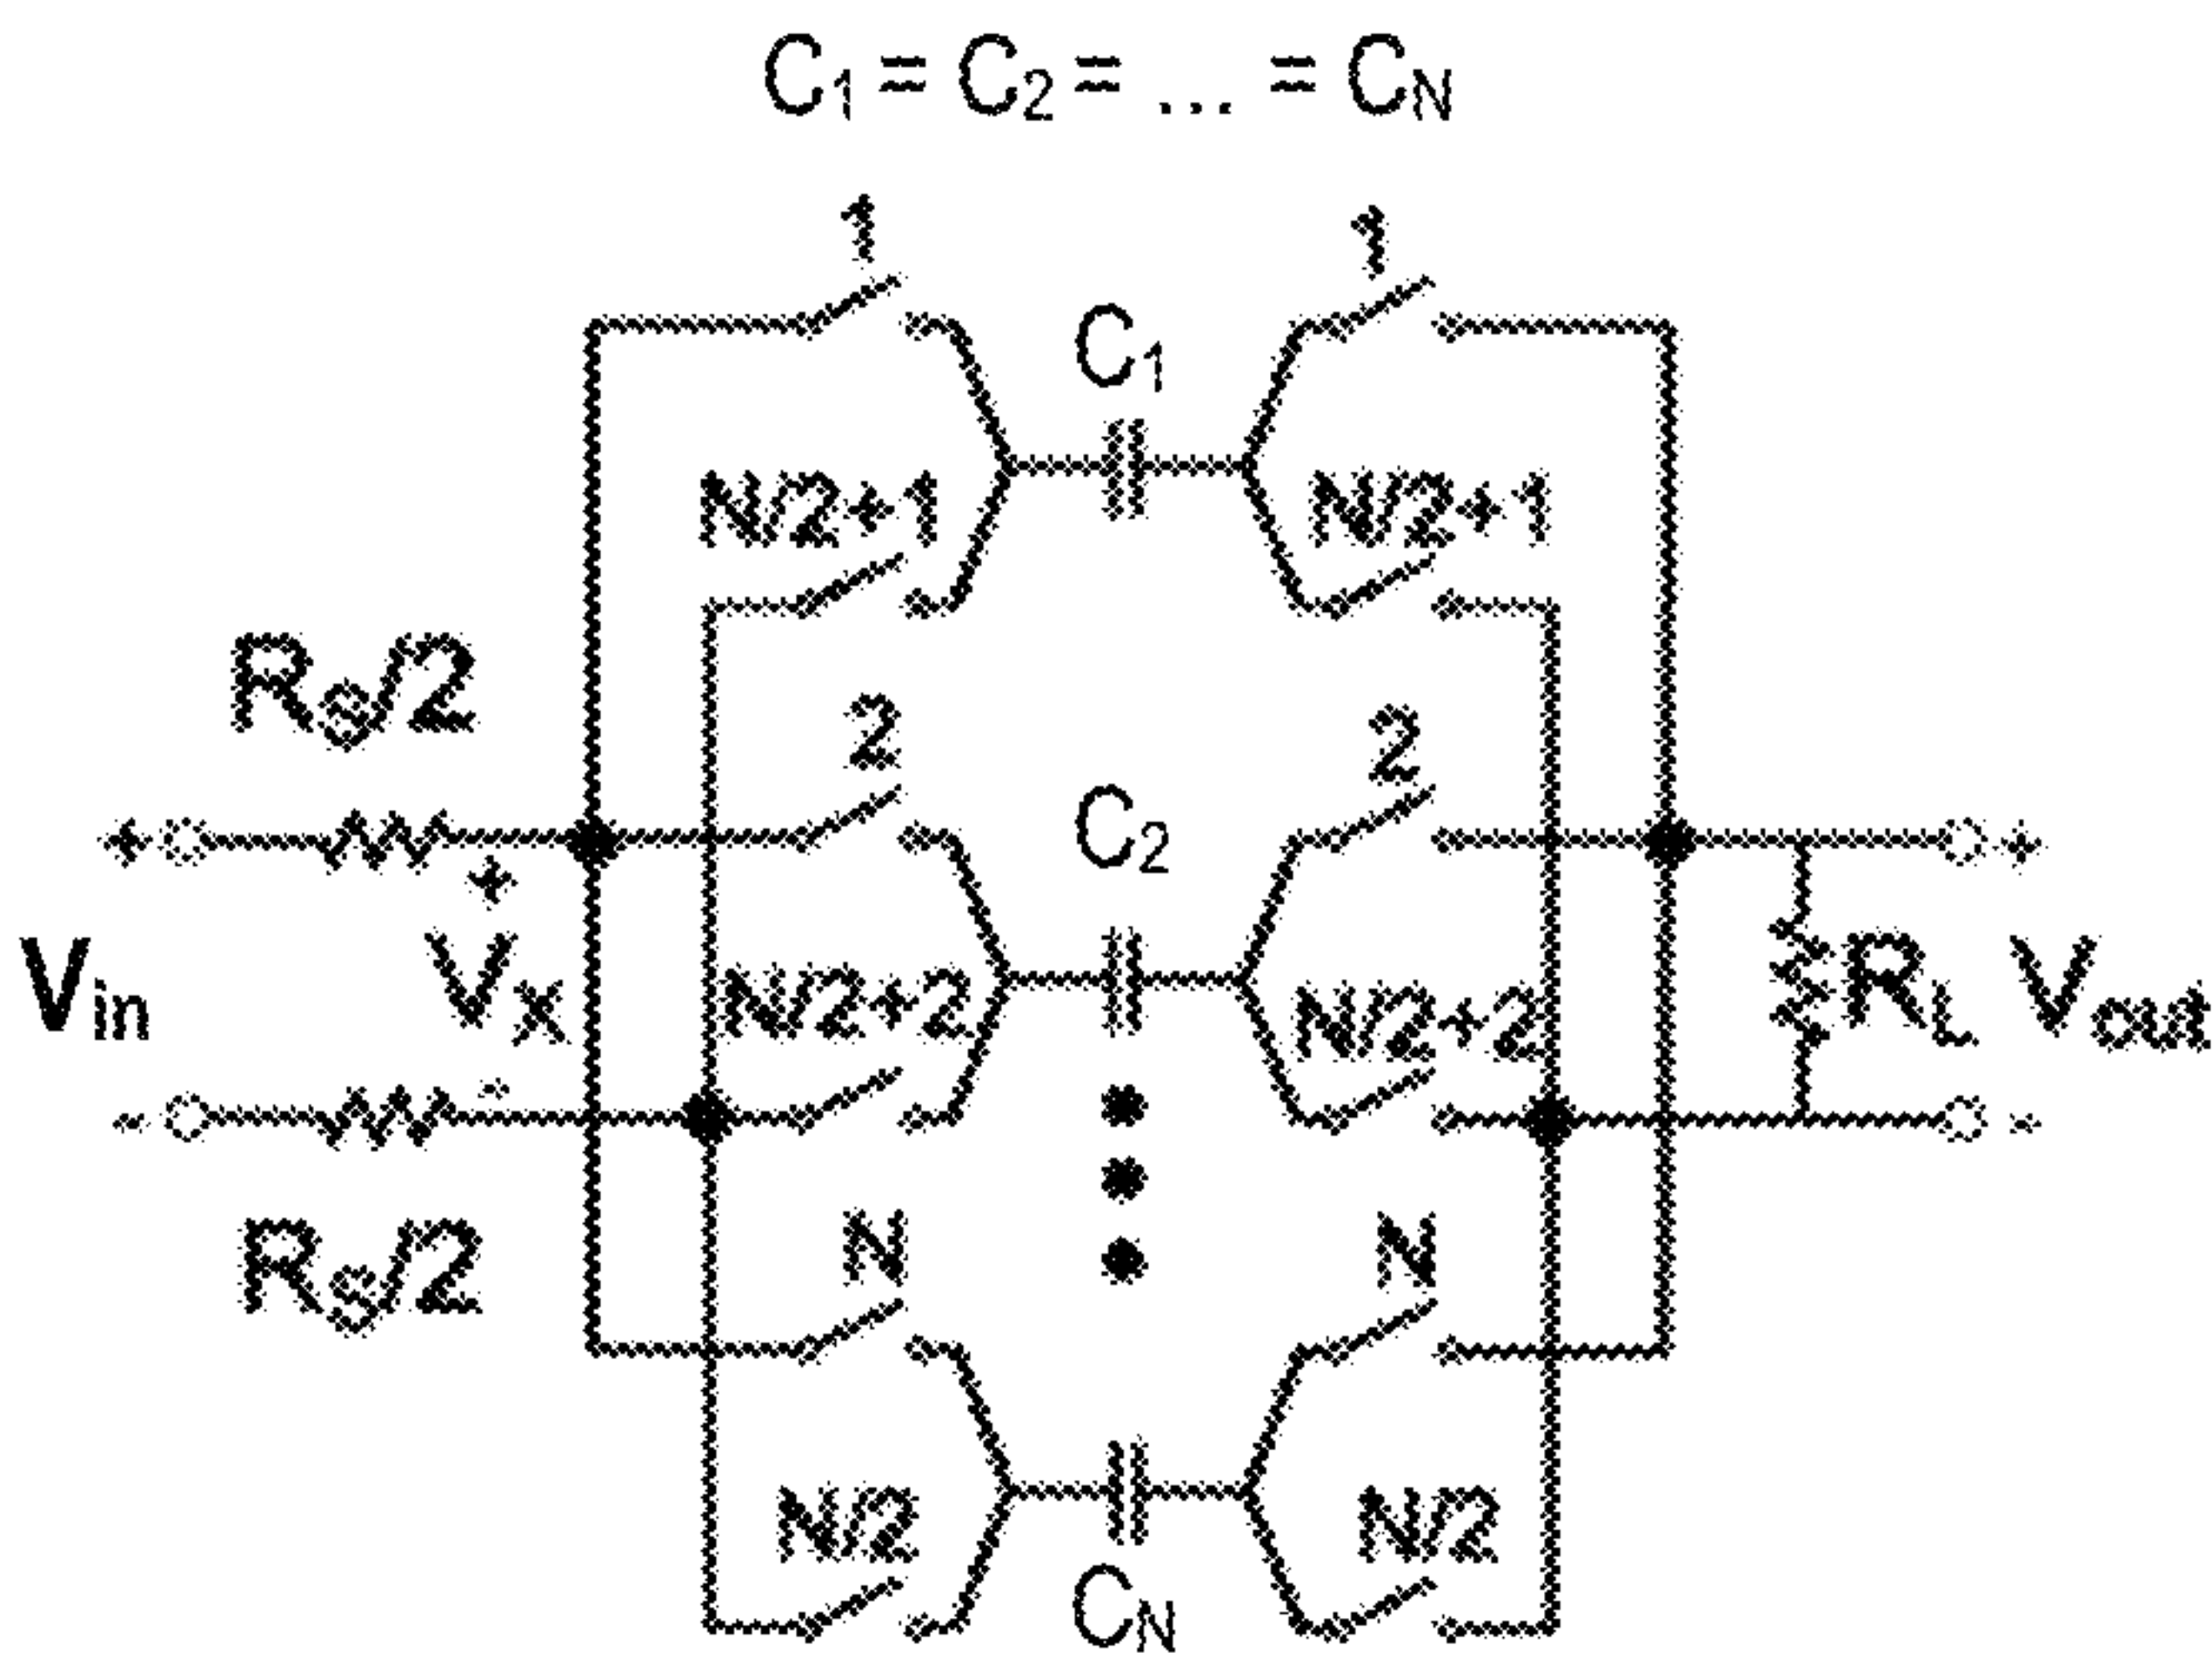 C1 = C2 = ... = CN
1 1
C1
N/2+1 N/2+1
RS/2
2 2
C2
+ + +
Vin VX N/2+2 N/2+2 RL Vout
- - -
RS/2
N N
N/2 N/2
CN